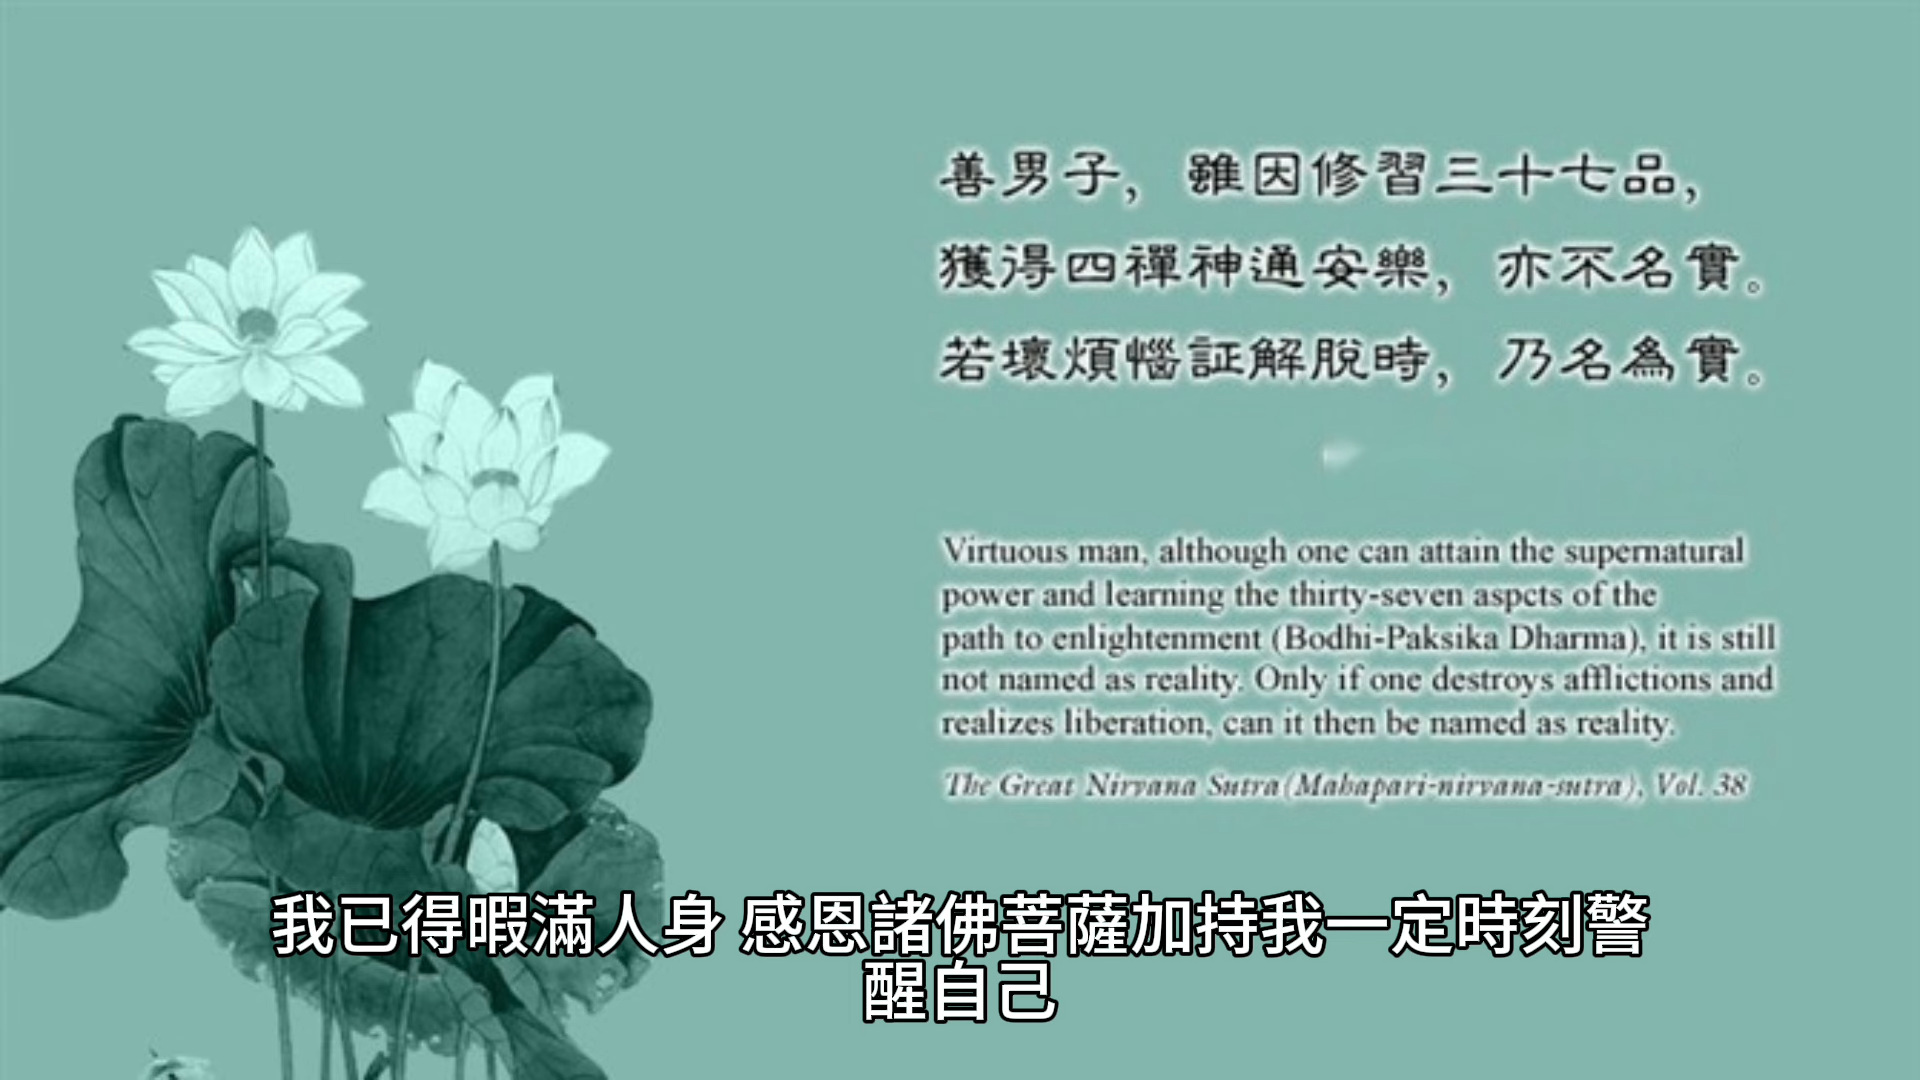 善男子，雖因修習三十七品，
獲得四禪神通安樂，亦不名實。
若壞煩惱証解脫時，乃名為實。
Virtuous man, although one can attain the supernatural
power and learning the thirty-seven aspcts of the
path to enlightenment (Bodhi-Paksika Dharma), it is still
not named as reality. Only if one destroys afflictions and
realizes liberation, can it then be named as reality.
The Great Nirvana Sutra(Mahapari-nirvana-sutra), Vol. 38
我已得暇滿人身 感恩諸佛菩薩加持我一定時刻警
醒自己